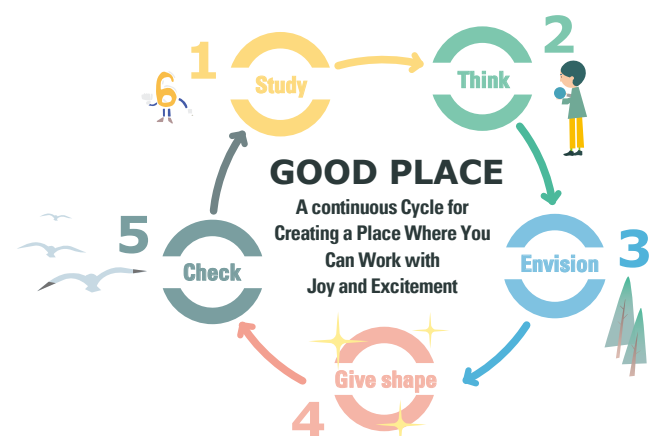 1
Study
2
Think
6
GOOD PLACE
A continuous Cycle for
Creating a Place Where You
Can Work with
Joy and Excitement
3
Envision
4
Give shape
5
Check